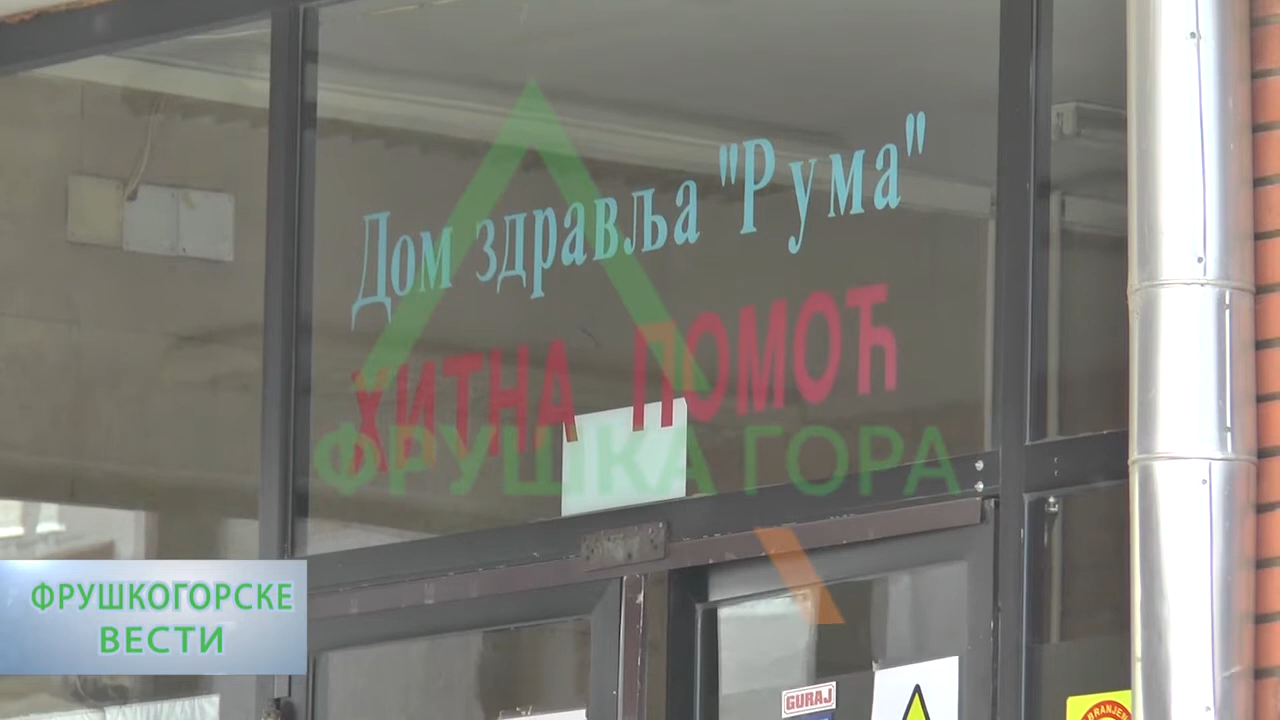 Дом здравља "Рума"
ХИТНА ПОМОЋ
ФРУШКА ГОРА
ФРУШКОГОРСКЕ
ВЕСТИ
GURAJ